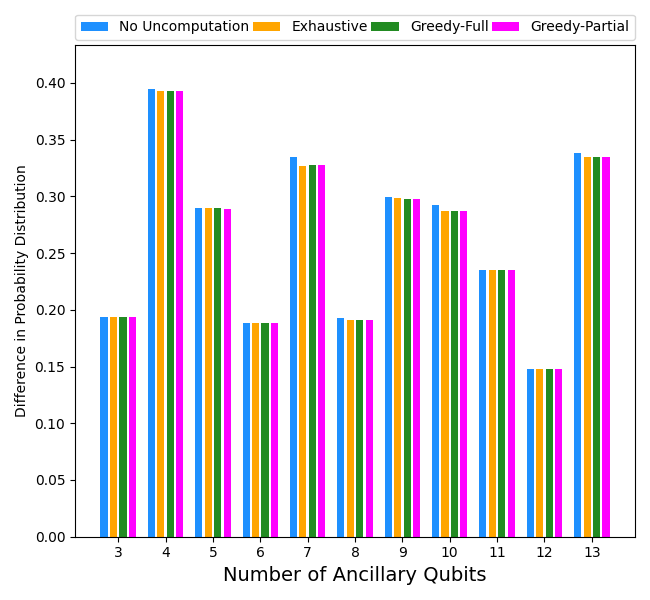 No Uncomputation Exhaustive Greedy-Full Greedy-Partial
0.40
0.35
0.30
0.25
0.20
0.15
0.10
0.05
0.00
Difference in Probability Distribution
3 4 5 6 7 8 9 10 11 12 13
Number of Ancillary Qubits